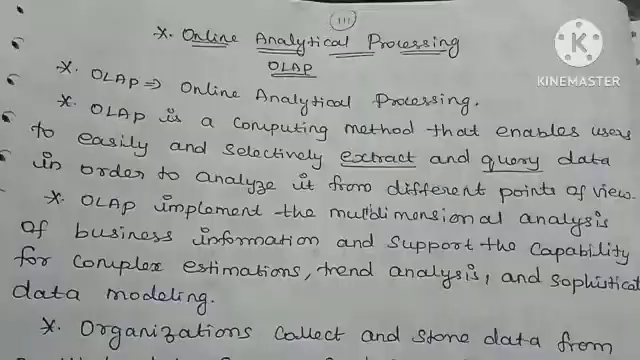 111
*. Online Analytical Processing
OLAP
*. OLAP ⇒ Online Analytical Processing.
*. OLAP is a computing method that enables users
to easily and selectively extract and query data
in order to analyze it from different points of view.
*. OLAP implement the multidimensional analysis
of business information and support the capability
for complex estimations, trend analysis, and sophisticat
data modeling.
*. Organizations collect and store data from
K
KINEMASTER